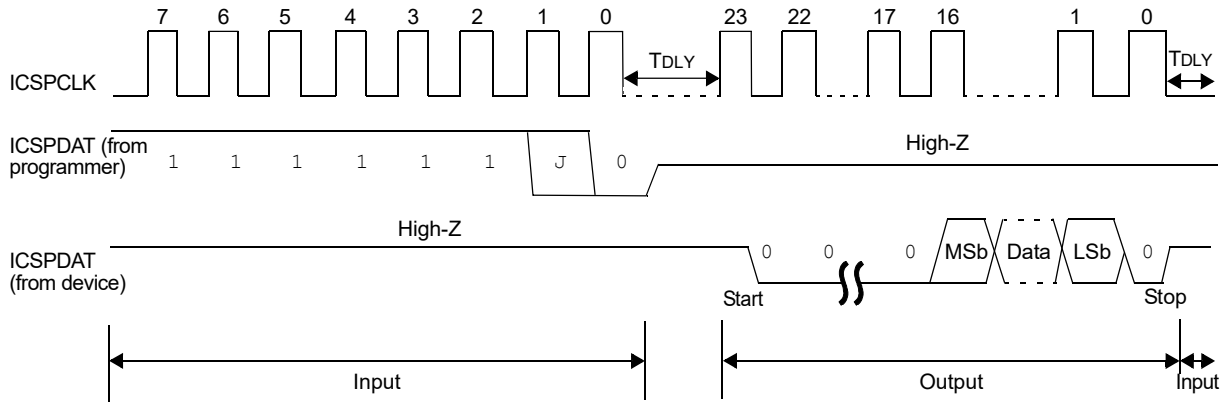 7 6 5 4 3 2 1 0 23 22 17 16 1 0
TDLY TDLY
ICSPCLK
ICSPDAT (from programmer)
1 1 1 1 1 1 J 0
High-Z
High-Z
ICSPDAT
(from device)
0 0 0 MSb Data LSb 0
Start Stop
Input Output Input